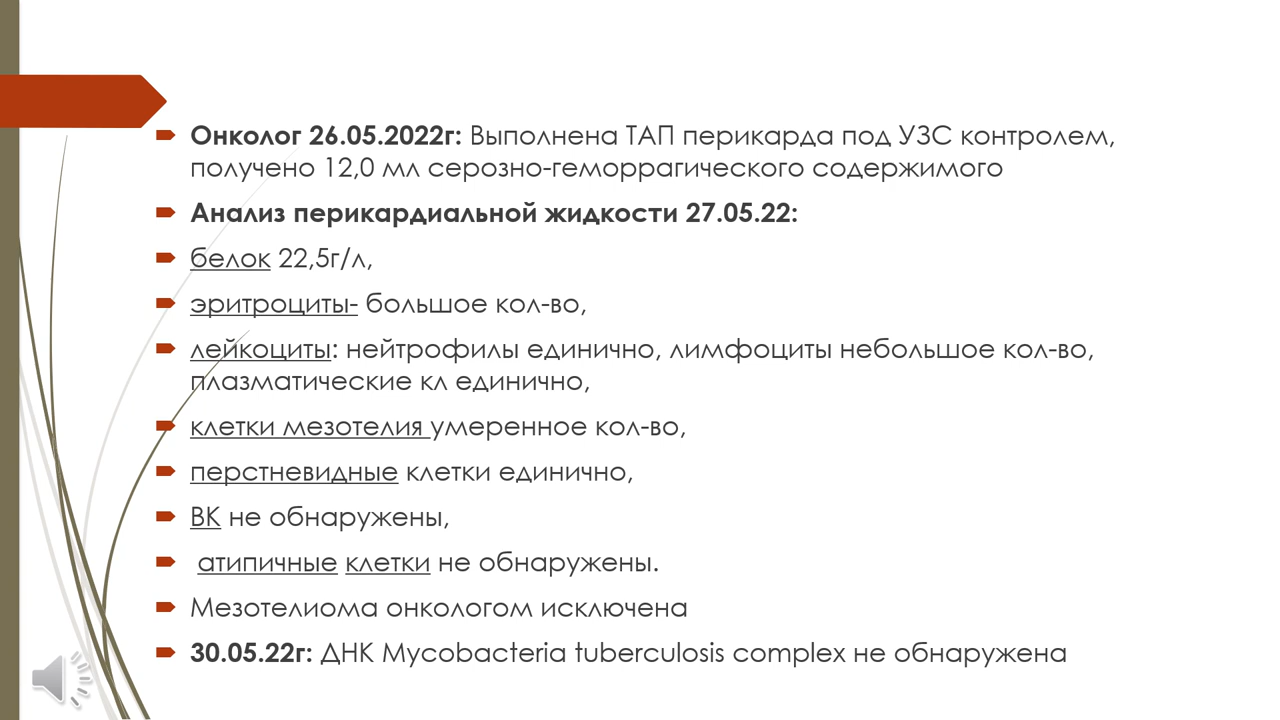 Онколог 26.05.2022г: Выполнена ТАП перикарда под УЗС контролем,
получено 12,0 мл серозно-геморрагического содержимого
Анализ перикардиальной жидкости 27.05.22:
белок 22,5г/л,
эритроциты- большое кол-во,
лейкоциты: нейтрофилы единично, лимфоциты небольшое кол-во,
плазматические кл единично,
клетки мезотелия умеренное кол-во,
перстневидные клетки единично,
ВК не обнаружены,
атипичные клетки не обнаружены.
Мезотелиома онкологом исключена
30.05.22г: ДНК Mycobacteria tuberculosis complex не обнаружена